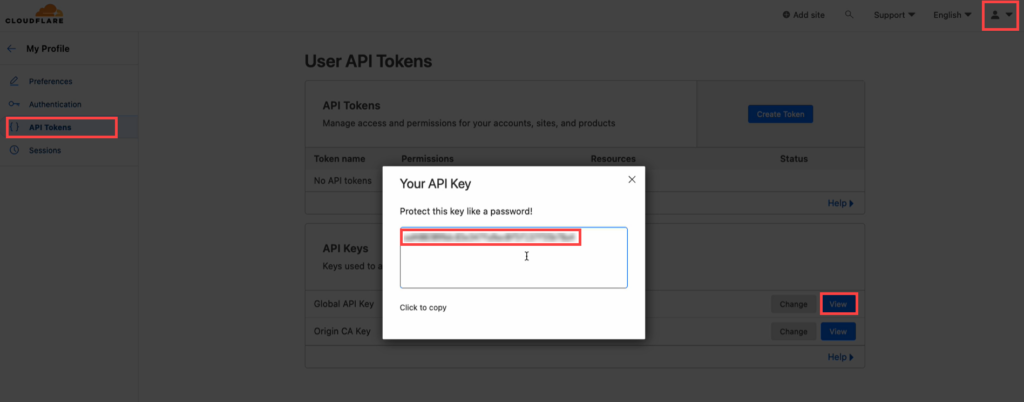 CLOUDFLARE
Add site
Support
English
My Profile
Preferences
Authentication
API Tokens
Sessions
User API Tokens
API Tokens
Manage access and permissions for your accounts, sites, and products
Create Token
Token name Permissions Resources Status
No API tokens
Help
Your API Key
Protect this key like a password!
Click to copy
API Keys
Keys used to a
Global API Key Change View
Origin CA Key Change View
Help